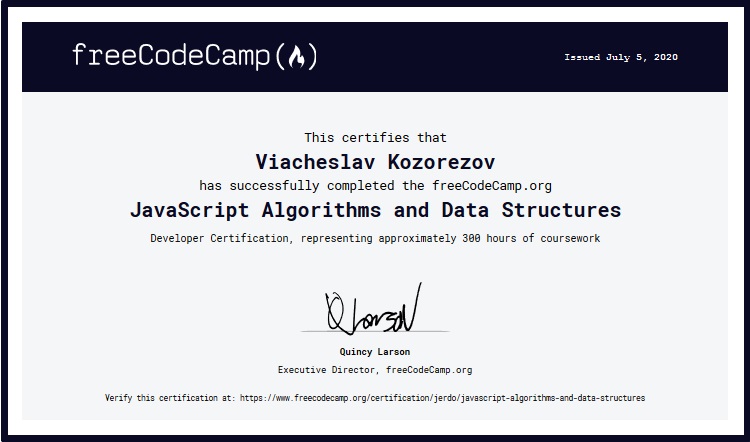 freeCodeCamp(🔥)
Issued July 5, 2020
This certifies that
Viacheslav Kozorezov
has successfully completed the freeCodeCamp.org
JavaScript Algorithms and Data Structures
Developer Certification, representing approximately 300 hours of coursework
Q Larson
Quincy Larson
Executive Director, freeCodeCamp.org
Verify this certification at: https://www.freecodecamp.org/certification/jerdo/javascript-algorithms-and-data-structures